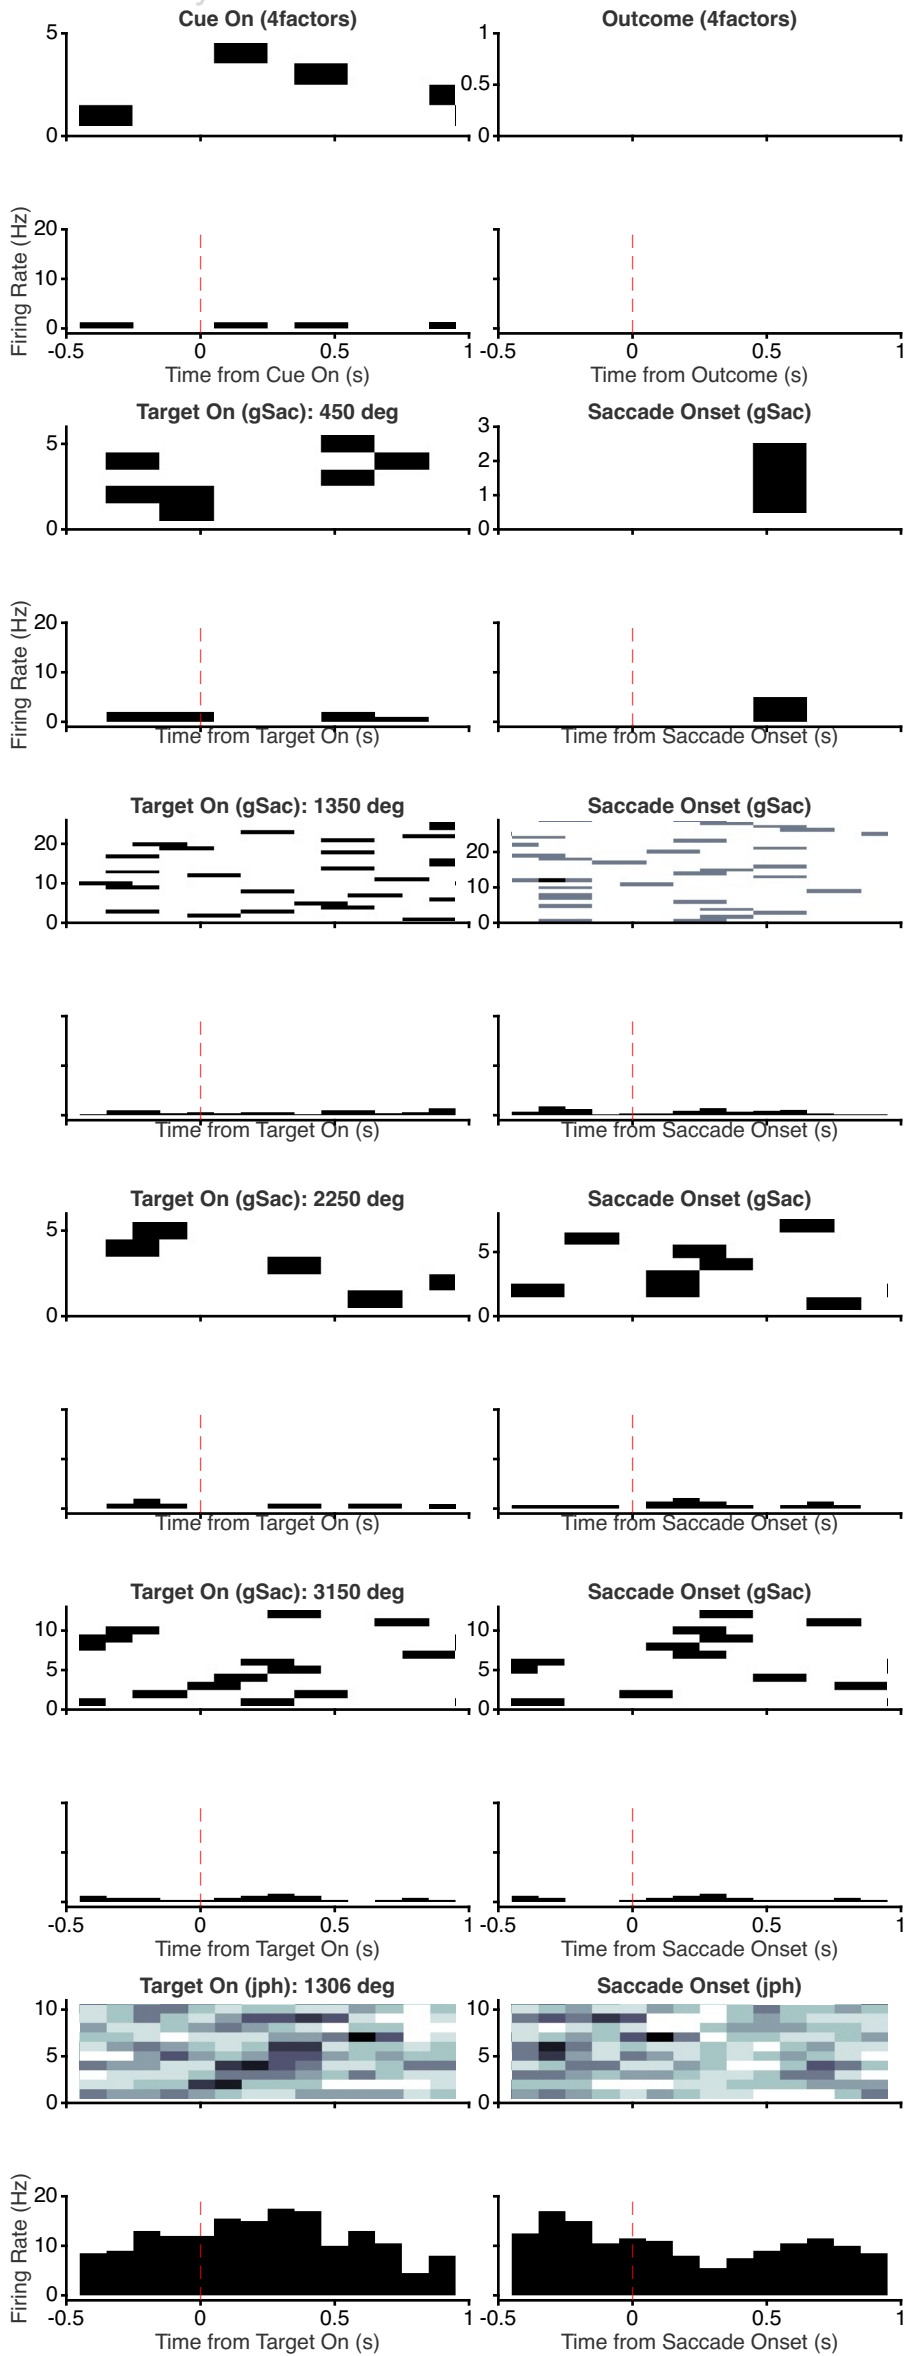 Cue On (4factors) Outcome (4factors)
5 1
0.5
0 0
Firing Rate (Hz)
20
10
0
-0.5 0 0.5 1 -0.5 0 0.5 1
Time from Cue On (s) Time from Outcome (s)
Target On (gSac): 450 deg Saccade Onset (gSac)
5 3
2
1
0 0
Firing Rate (Hz)
20
10
0
Time from Target On (s) Time from Saccade Onset (s)
Target On (gSac): 1350 deg Saccade Onset (gSac)
20 20
10 10
0 0
Time from Target On (s) Time from Saccade Onset (s)
Target On (gSac): 2250 deg Saccade Onset (gSac)
5 5
0 0
Time from Target On (s) Time from Saccade Onset (s)
Target On (gSac): 3150 deg Saccade Onset (gSac)
10 10
5 5
0 0
-0.5 0 0.5 1 -0.5 0 0.5 1
Time from Target On (s) Time from Saccade Onset (s)
Target On (jph): 1306 deg Saccade Onset (jph)
10 10
5 5
0 0
Firing Rate (Hz)
20
10
0
-0.5 0 0.5 1 -0.5 0 0.5 1
Time from Target On (s) Time from Saccade Onset (s)